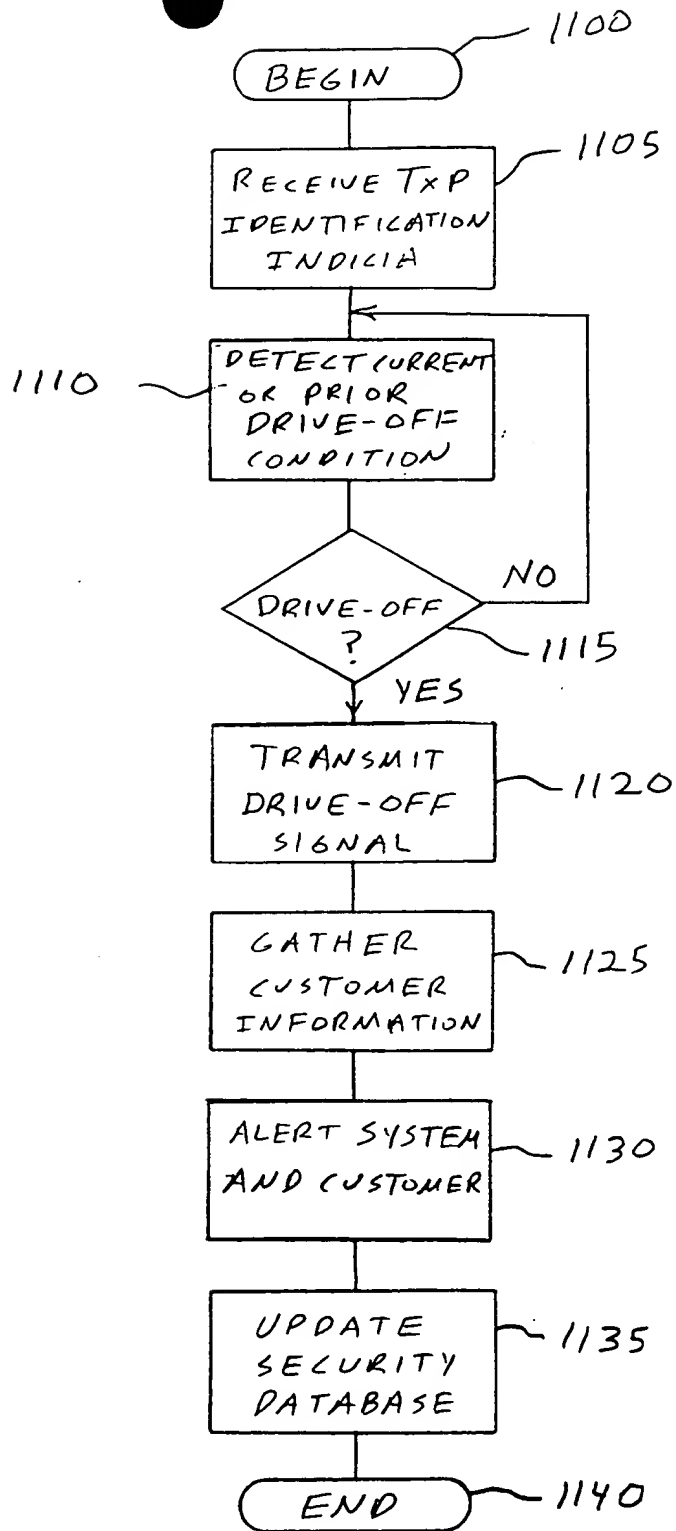 1100
BEGIN
1105
RECEIVE TxP
IDENTIFICATION
INDICIA
1110
DETECT CURRENT
OR PRIOR
DRIVE-OFF
CONDITION
NO
DRIVE-OFF
?
1115
YES
TRANSMIT
DRIVE-OFF
SIGNAL
1120
GATHER
CUSTOMER
INFORMATION
1125
ALERT SYSTEM
AND CUSTOMER
1130
UPDATE
SECURITY
DATABASE
1135
END
1140